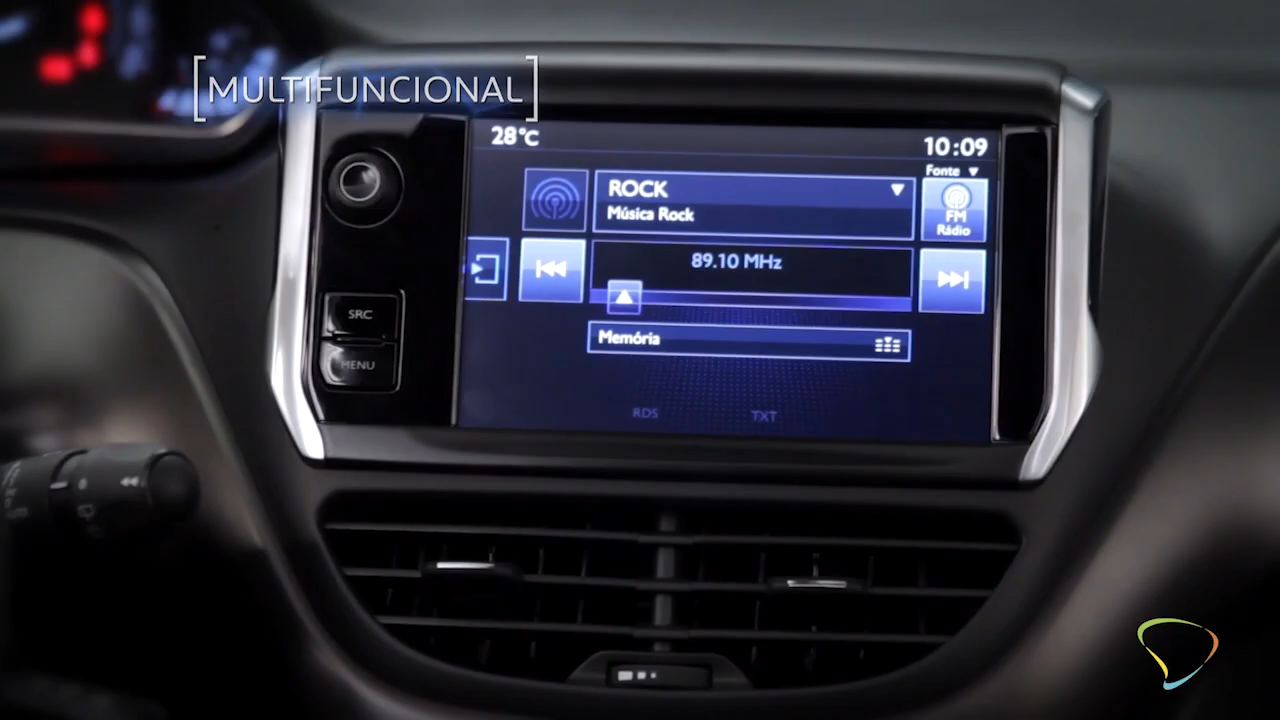 [MULTIFUNCIONAL]
28°C
10:09
Fonte
ROCK
Música Rock
FM
Rádio
89.10 MHz
Memória
RDS
TXT
SRC
MENU